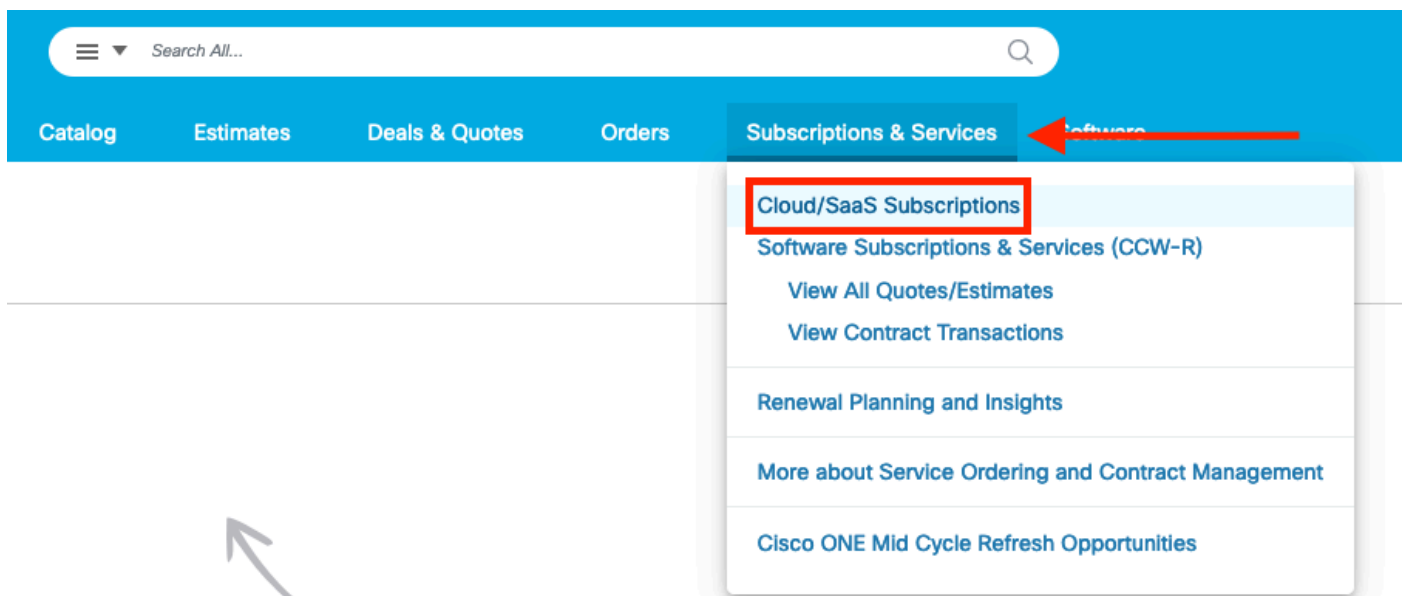 Search All...
Catalog Estimates Deals & Quotes Orders Subscriptions & Services Software
Cloud/SaaS Subscriptions
Software Subscriptions & Services (CCW-R)
View All Quotes/Estimates
View Contract Transactions
Renewal Planning and Insights
More about Service Ordering and Contract Management
Cisco ONE Mid Cycle Refresh Opportunities